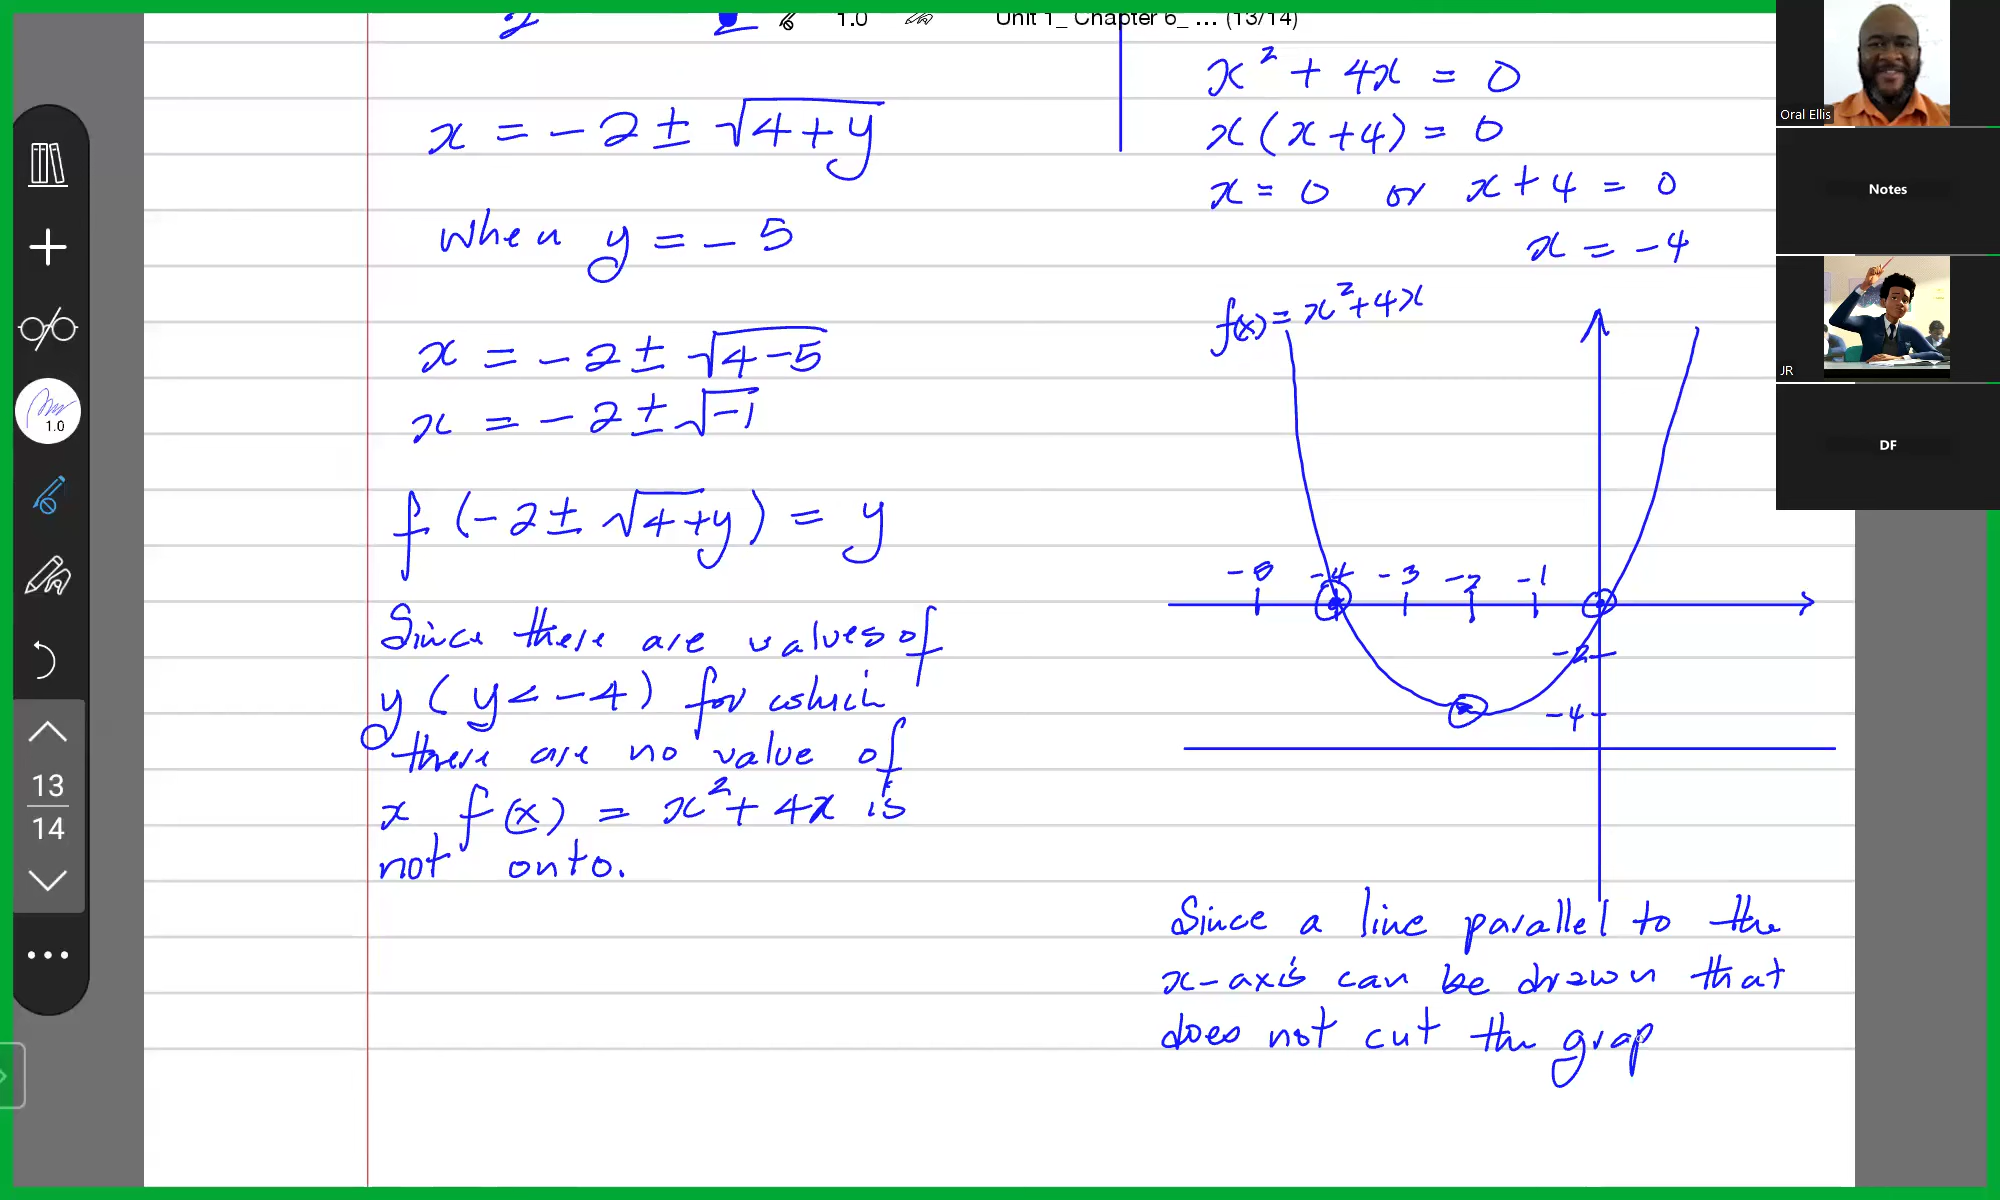 2
1.0
Unit 1_ Chapter 6_ ... (13/14)
x = -2 ± √(4+y)
when y = -5
x = -2 ± √(4-5)
x = -2 ± √(-1)
f(-2 ± √(4+y)) = y
Since there are values of
y (y < -4) for which
there are no value of
x f(x) = x² + 4x is
not onto.
x² + 4x = 0
x(x+4) = 0
x = 0 or x+4 = 0
x = -4
f(x) = x²+4x
-5 -4 -3 -2 -1
-2
-4
Since a line parallel to the
x-axis can be drawn that
does not cut the grap
1.0
13
14
Oral Ellis
Notes
JR
DF